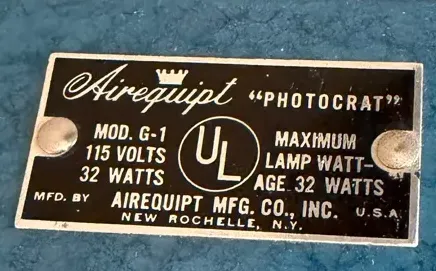 Airequipt "PHOTOCRAT"
MOD. G-1
115 VOLTS
32 WATTS
UL
MAXIMUM
LAMP WATT-
AGE 32 WATTS
MFD. BY AIREQUIPT MFG. CO., INC. U.S.A.
NEW ROCHELLE, N.Y.